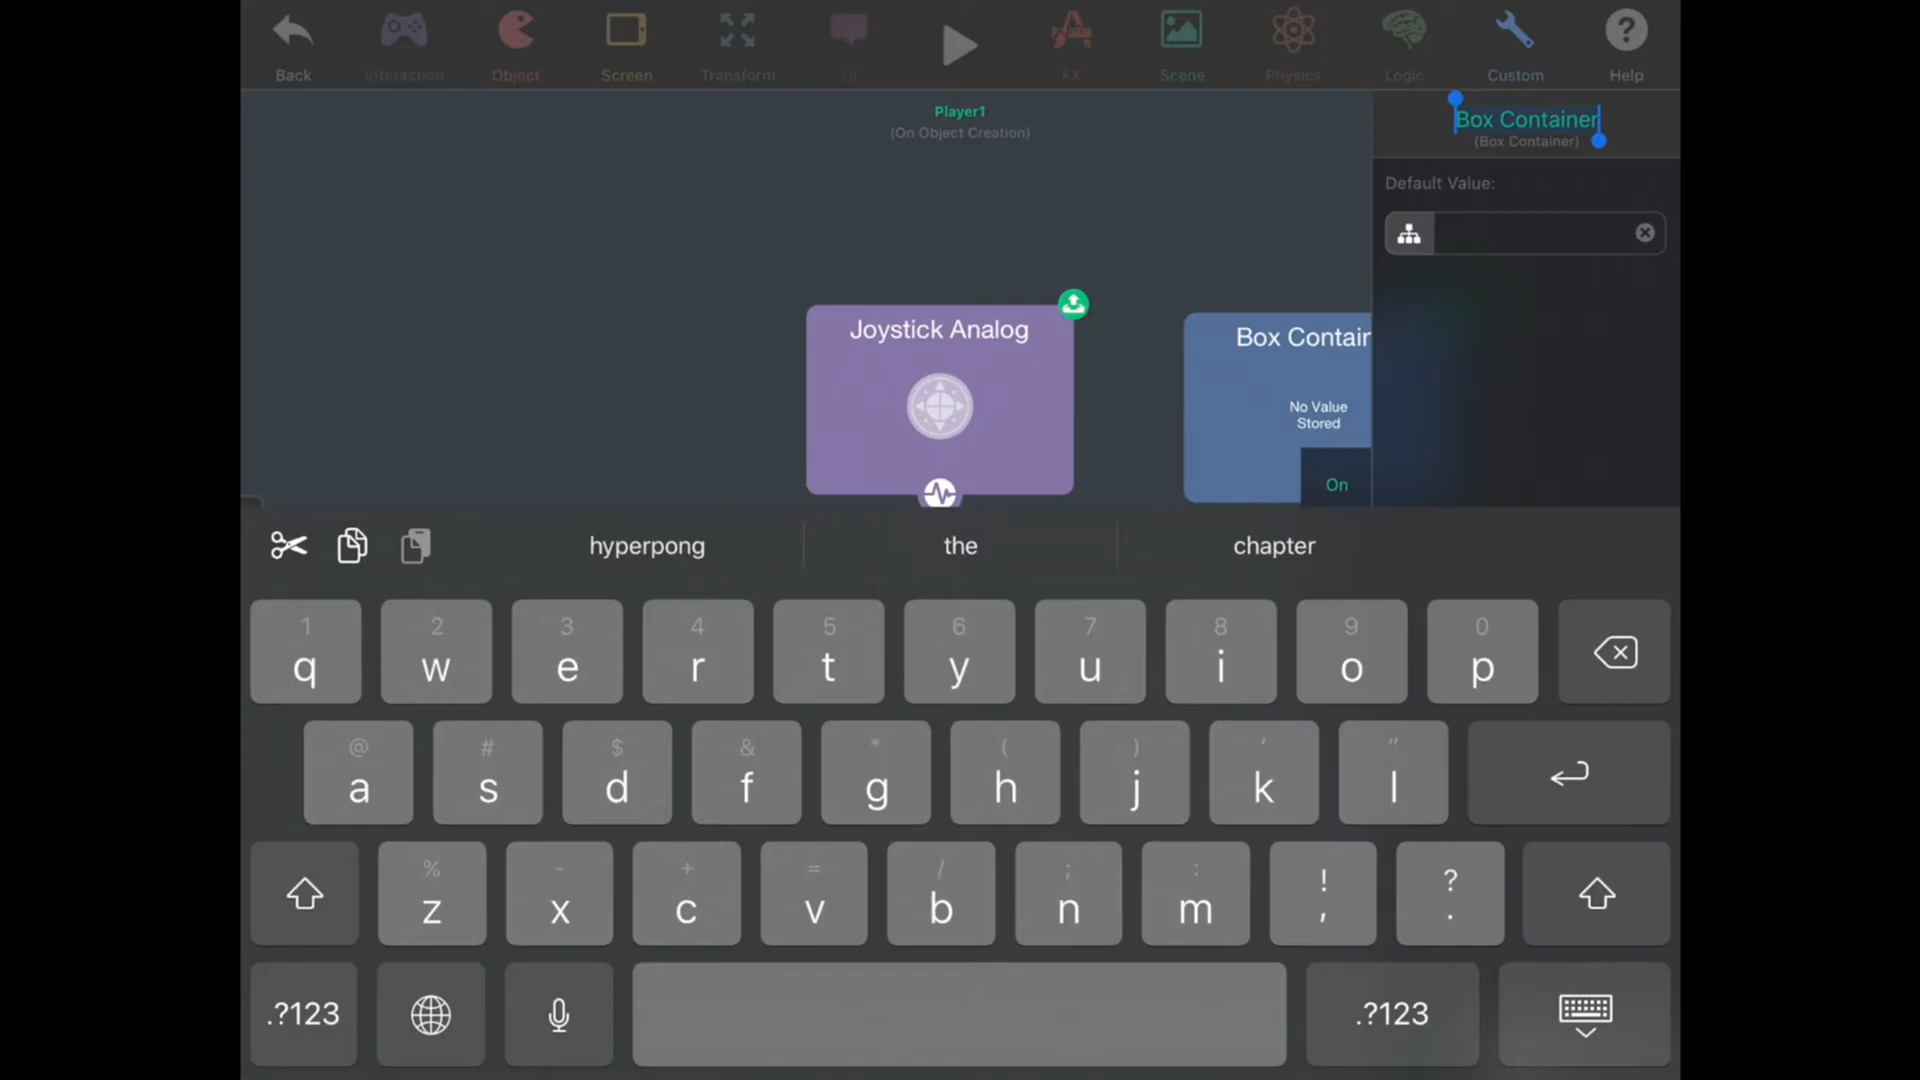 Back
Interaction
Object
Screen
Transform
UI
FX
Scene
Physics
Logic
Custom
Help
Player1
(On Object Creation)
Box Container
(Box Container)
Default Value:
Joystick Analog
Box Contair
No Value
Stored
On
hyperpong the chapter
1 2 3 4 5 6 7 8 9 0
q w e r t y u i o p
@ # $ & * ( ) ' "
a s d f g h j k l
% - + = / ; : ! ?
z x c v b n m , .
.?123 .?123